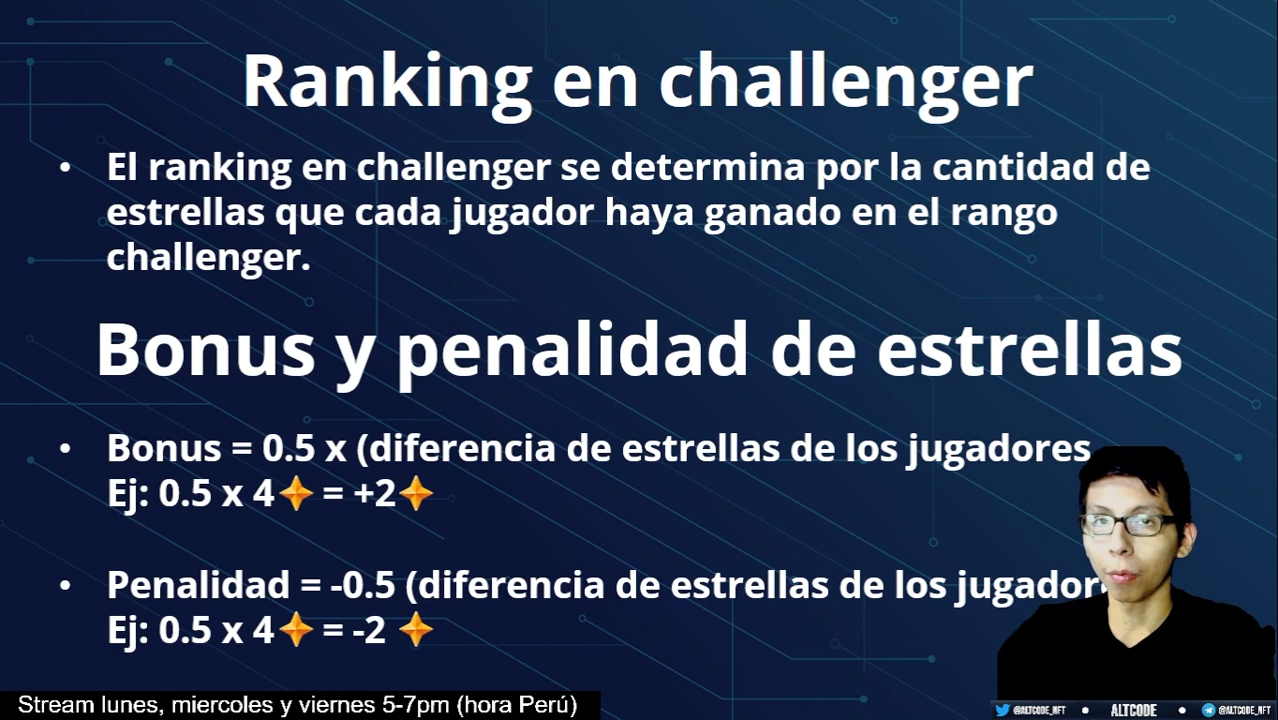 Ranking en challenger
• El ranking en challenger se determina por la cantidad de
estrellas que cada jugador haya ganado en el rango
challenger.
Bonus y penalidad de estrellas
• Bonus = 0.5 x (diferencia de estrellas de los jugadores
Ej: 0.5 x 4 = +2
• Penalidad = -0.5 (diferencia de estrellas de los jugador
Ej: 0.5 x 4 = -2
Stream lunes, miercoles y viernes 5-7pm (hora Perú)
@ALTCODE_NFT • ALTCODE • @ALTCODE_NFT